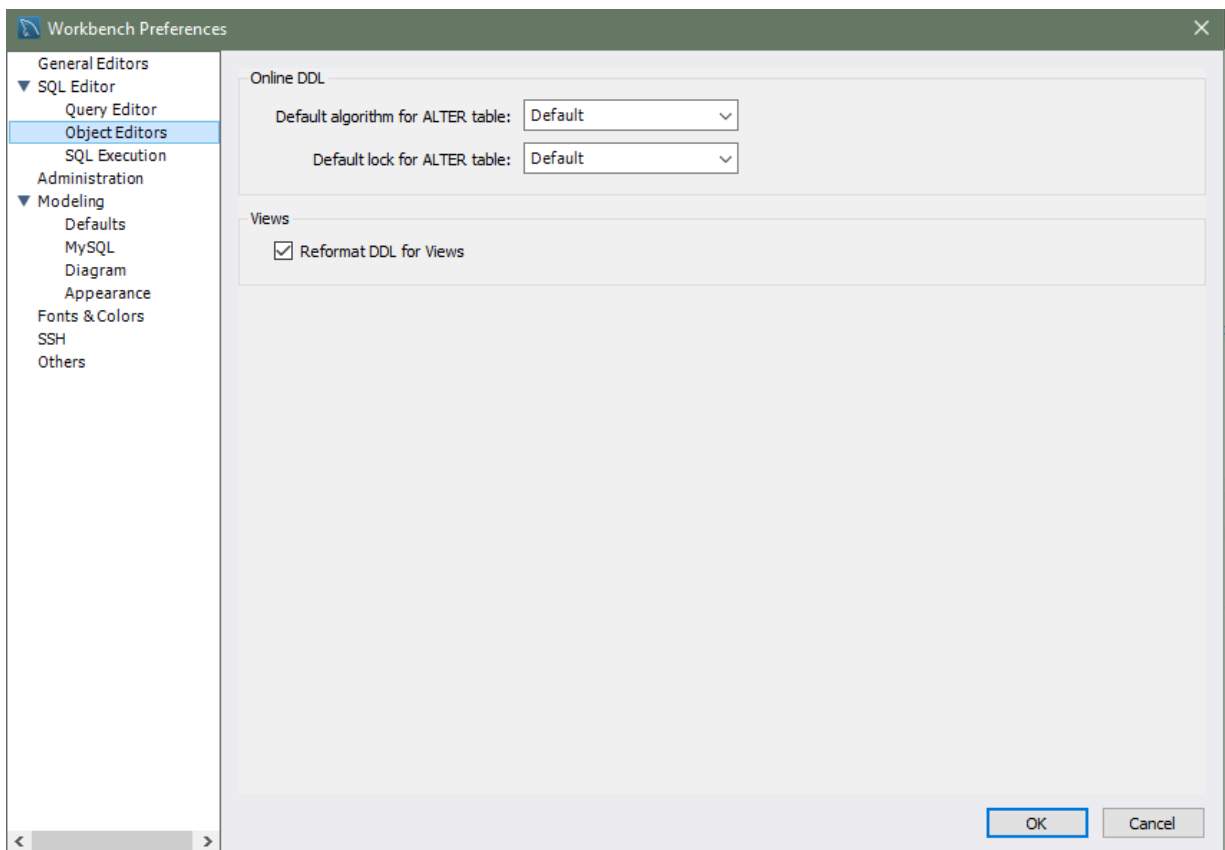 Workbench Preferences
General Editors
SQL Editor
Query Editor
Object Editors
SQL Execution
Administration
Modeling
Defaults
MySQL
Diagram
Appearance
Fonts & Colors
SSH
Others
Online DDL
Default algorithm for ALTER table: Default
Default lock for ALTER table: Default
Views
Reformat DDL for Views
OK Cancel